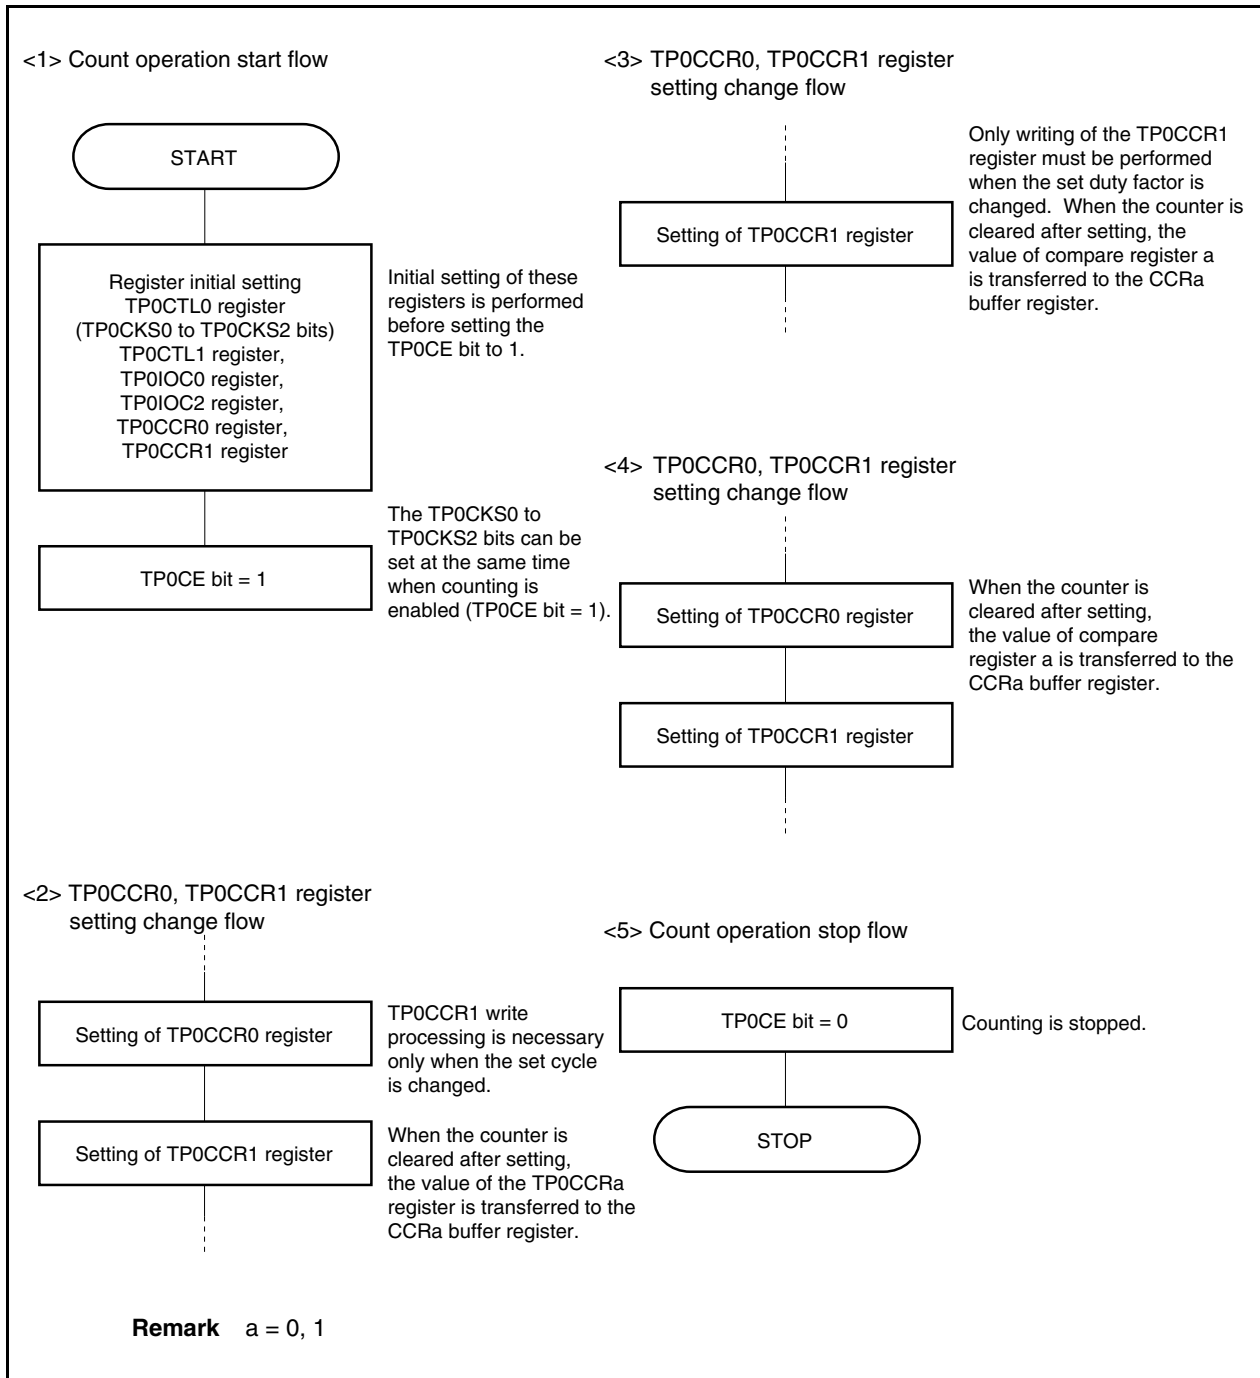 <1> Count operation start flow
START
Register initial setting
TP0CTL0 register
(TP0CKS0 to TP0CKS2 bits)
TP0CTL1 register,
TP0IOC0 register,
TP0IOC2 register,
TP0CCR0 register,
TP0CCR1 register
Initial setting of these
registers is performed
before setting the
TP0CE bit to 1.
TP0CE bit = 1
The TP0CKS0 to
TP0CKS2 bits can be
set at the same time
when counting is
enabled (TP0CE bit = 1).
<2> TP0CCR0, TP0CCR1 register
setting change flow
Setting of TP0CCR0 register
TP0CCR1 write
processing is necessary
only when the set cycle
is changed.
Setting of TP0CCR1 register
When the counter is
cleared after setting,
the value of the TP0CCRa
register is transferred to the
CCRa buffer register.
<3> TP0CCR0, TP0CCR1 register
setting change flow
Setting of TP0CCR1 register
Only writing of the TP0CCR1
register must be performed
when the set duty factor is
changed.  When the counter is
cleared after setting, the
value of compare register a
is transferred to the CCRa
buffer register.
<4> TP0CCR0, TP0CCR1 register
setting change flow
Setting of TP0CCR0 register
When the counter is
cleared after setting,
the value of compare
register a is transferred to the
CCRa buffer register.
Setting of TP0CCR1 register
<5> Count operation stop flow
TP0CE bit = 0
Counting is stopped.
STOP
Remark a = 0, 1